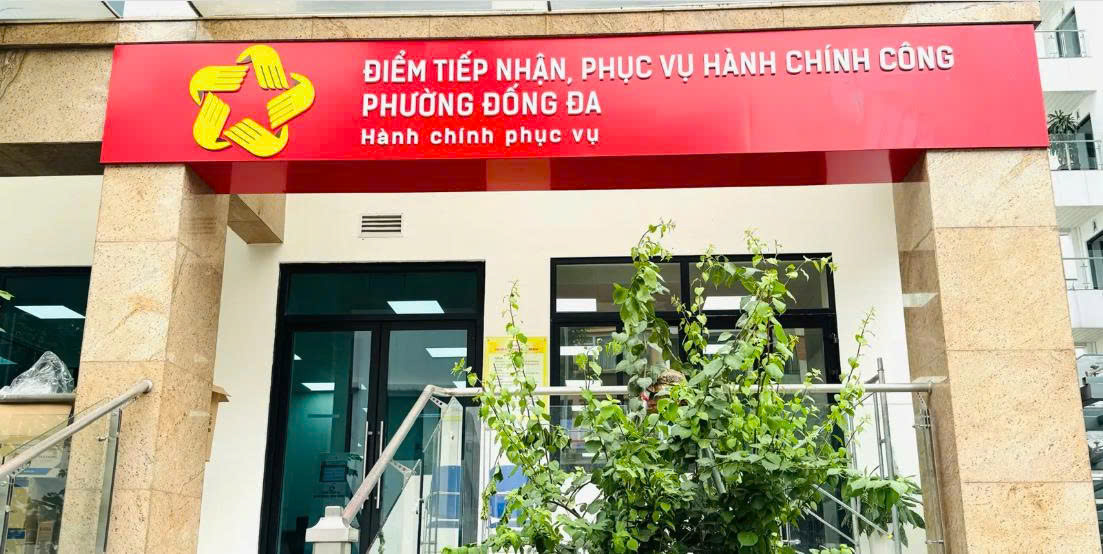 ĐIỂM TIẾP NHẬN, PHỤC VỤ HÀNH CHÍNH CÔNG
PHƯỜNG ĐỐNG ĐA
Hành chính phục vụ